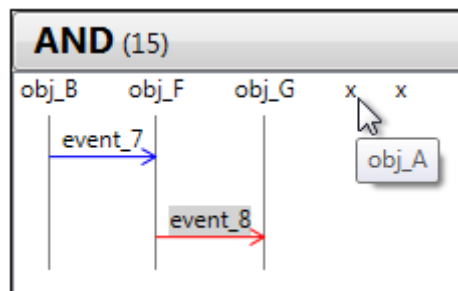 AND (15)
obj_B obj_F obj_G x x
event_7
obj_A
event_8